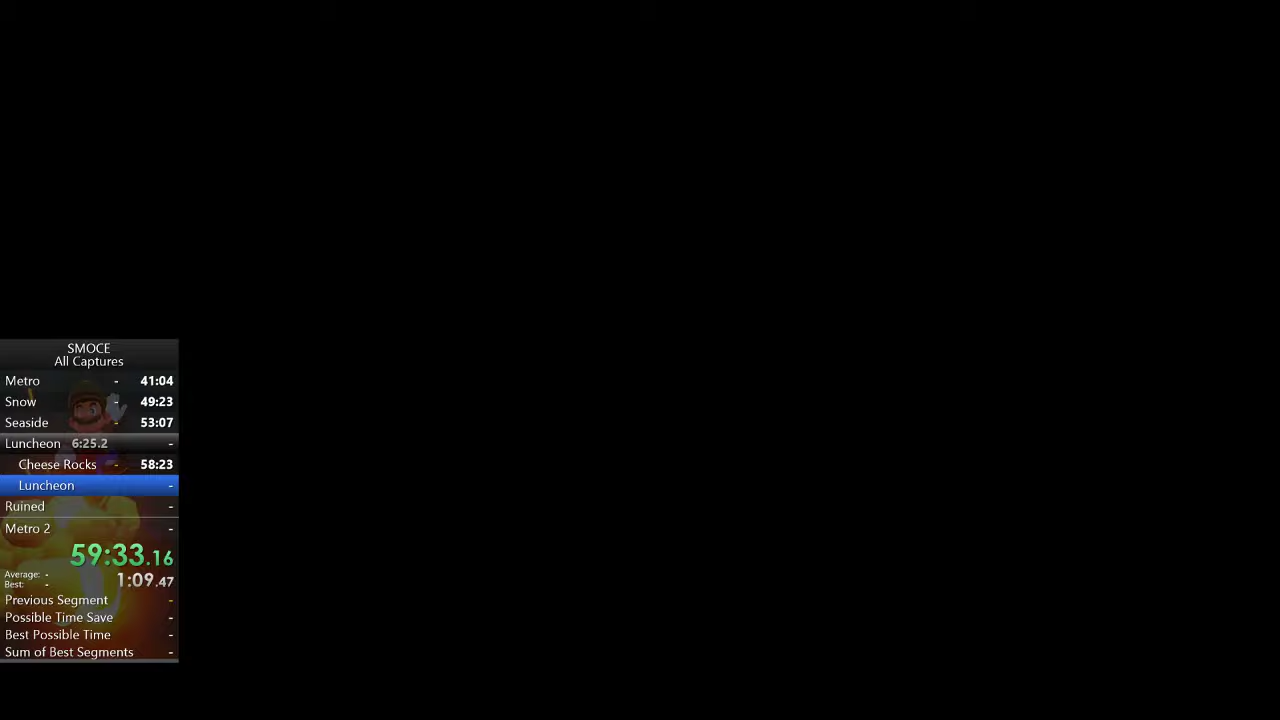 SMOCE
All Captures
Metro - 41:04
Snow - 49:23
Seaside - 53:07
Luncheon 6:25.2 -
Cheese Rocks - 58:23
Luncheon -
Ruined -
Metro 2 -
59:33.16
Average: -
Best: -
1:09.47
Previous Segment -
Possible Time Save -
Best Possible Time -
Sum of Best Segments -